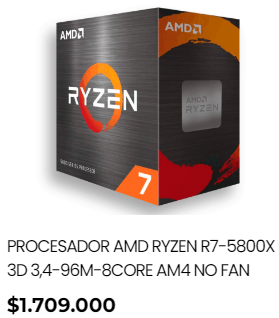 AMD
RYZEN
AMD
RYZEN
7
PROCESADOR AMD RYZEN R7-5800X
3D 3,4-96M-8CORE AM4 NO FAN
$1.709.000